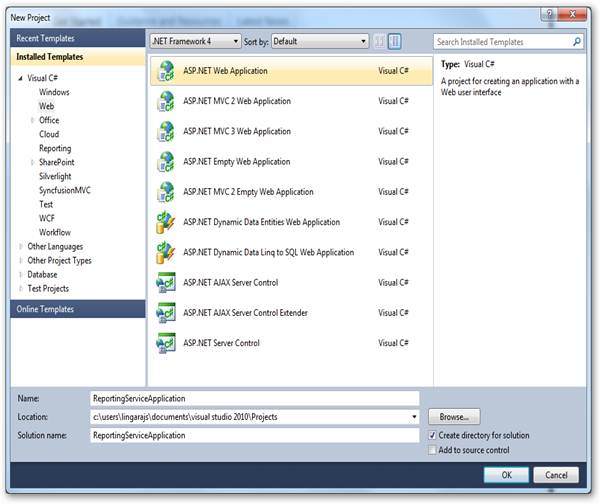 New Project
Recent Templates
Installed Templates
Visual C#
Windows
Web
Office
Cloud
Reporting
SharePoint
Silverlight
SyncfusionMVC
Test
WCF
Workflow
Other Languages
Other Project Types
Database
Test Projects
Online Templates
.NET Framework 4 Sort by: Default
ASP.NET Web Application Visual C#
ASP.NET MVC 2 Web Application Visual C#
ASP.NET MVC 3 Web Application Visual C#
ASP.NET Empty Web Application Visual C#
ASP.NET MVC 2 Empty Web Application Visual C#
ASP.NET Dynamic Data Entities Web Application Visual C#
ASP.NET Dynamic Data Linq to SQL Web Application Visual C#
ASP.NET AJAX Server Control Visual C#
ASP.NET AJAX Server Control Extender Visual C#
ASP.NET Server Control Visual C#
Search Installed Templates
Type: Visual C#
A project for creating an application with a
Web user interface
Name: ReportingServiceApplication
Location: c:\users\lingarajs\documents\visual studio 2010\Projects Browse...
Solution name: ReportingServiceApplication
Create directory for solution
Add to source control
OK Cancel